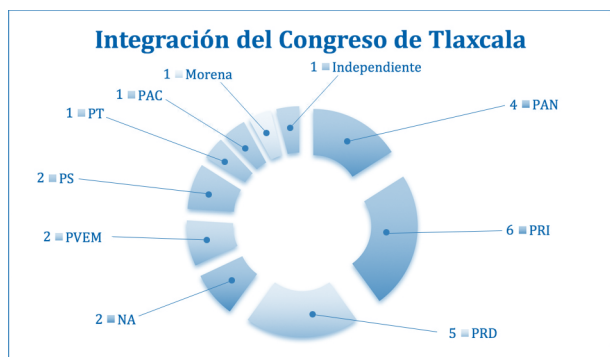 Integración del Congreso de Tlaxcala
1 Independiente
1 Morena
1 PAC
1 PT
2 PS
2 PVEM
2 NA
4 PAN
6 PRI
5 PRD